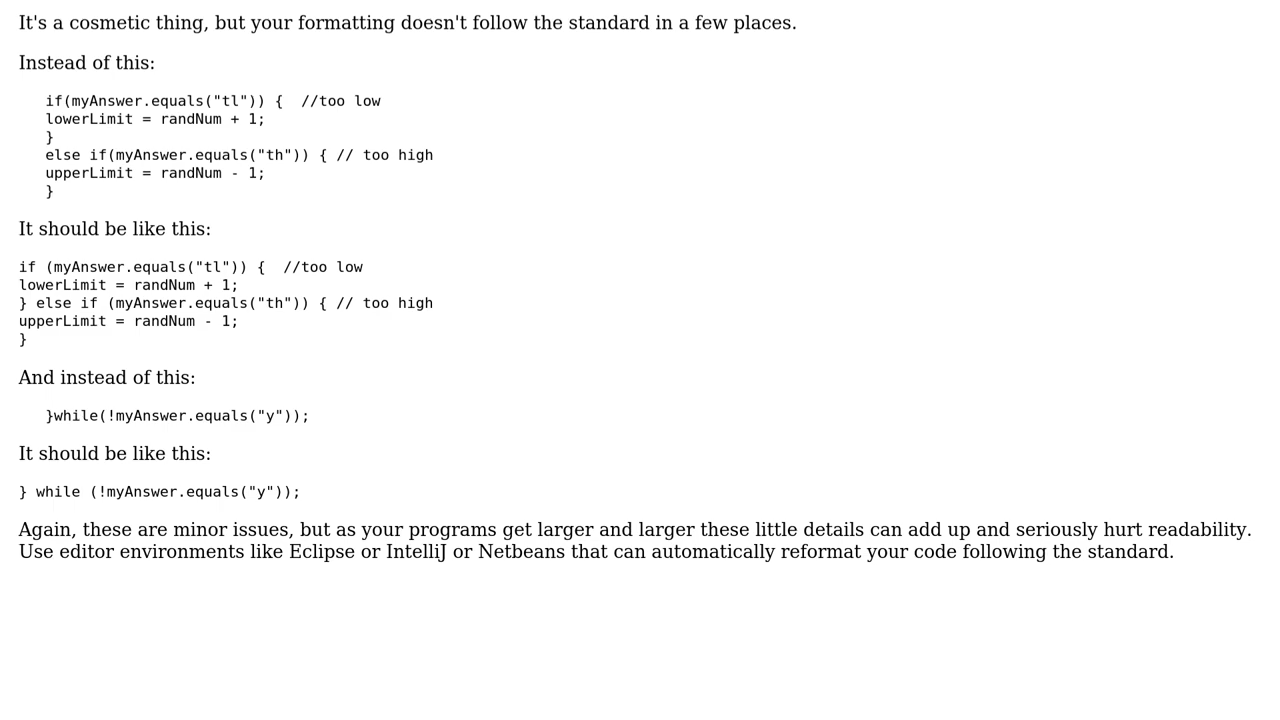 It's a cosmetic thing, but your formatting doesn't follow the standard in a few places.
Instead of this:
if(myAnswer.equals("tl")) {  //too low
lowerLimit = randNum + 1;
}
else if(myAnswer.equals("th")) { // too high
upperLimit = randNum - 1;
}
It should be like this:
if (myAnswer.equals("tl")) {  //too low
lowerLimit = randNum + 1;
} else if (myAnswer.equals("th")) { // too high
upperLimit = randNum - 1;
}
And instead of this:
}while(!myAnswer.equals("y"));
It should be like this:
} while (!myAnswer.equals("y"));
Again, these are minor issues, but as your programs get larger and larger these little details can add up and seriously hurt readability.
Use editor environments like Eclipse or IntelliJ or Netbeans that can automatically reformat your code following the standard.